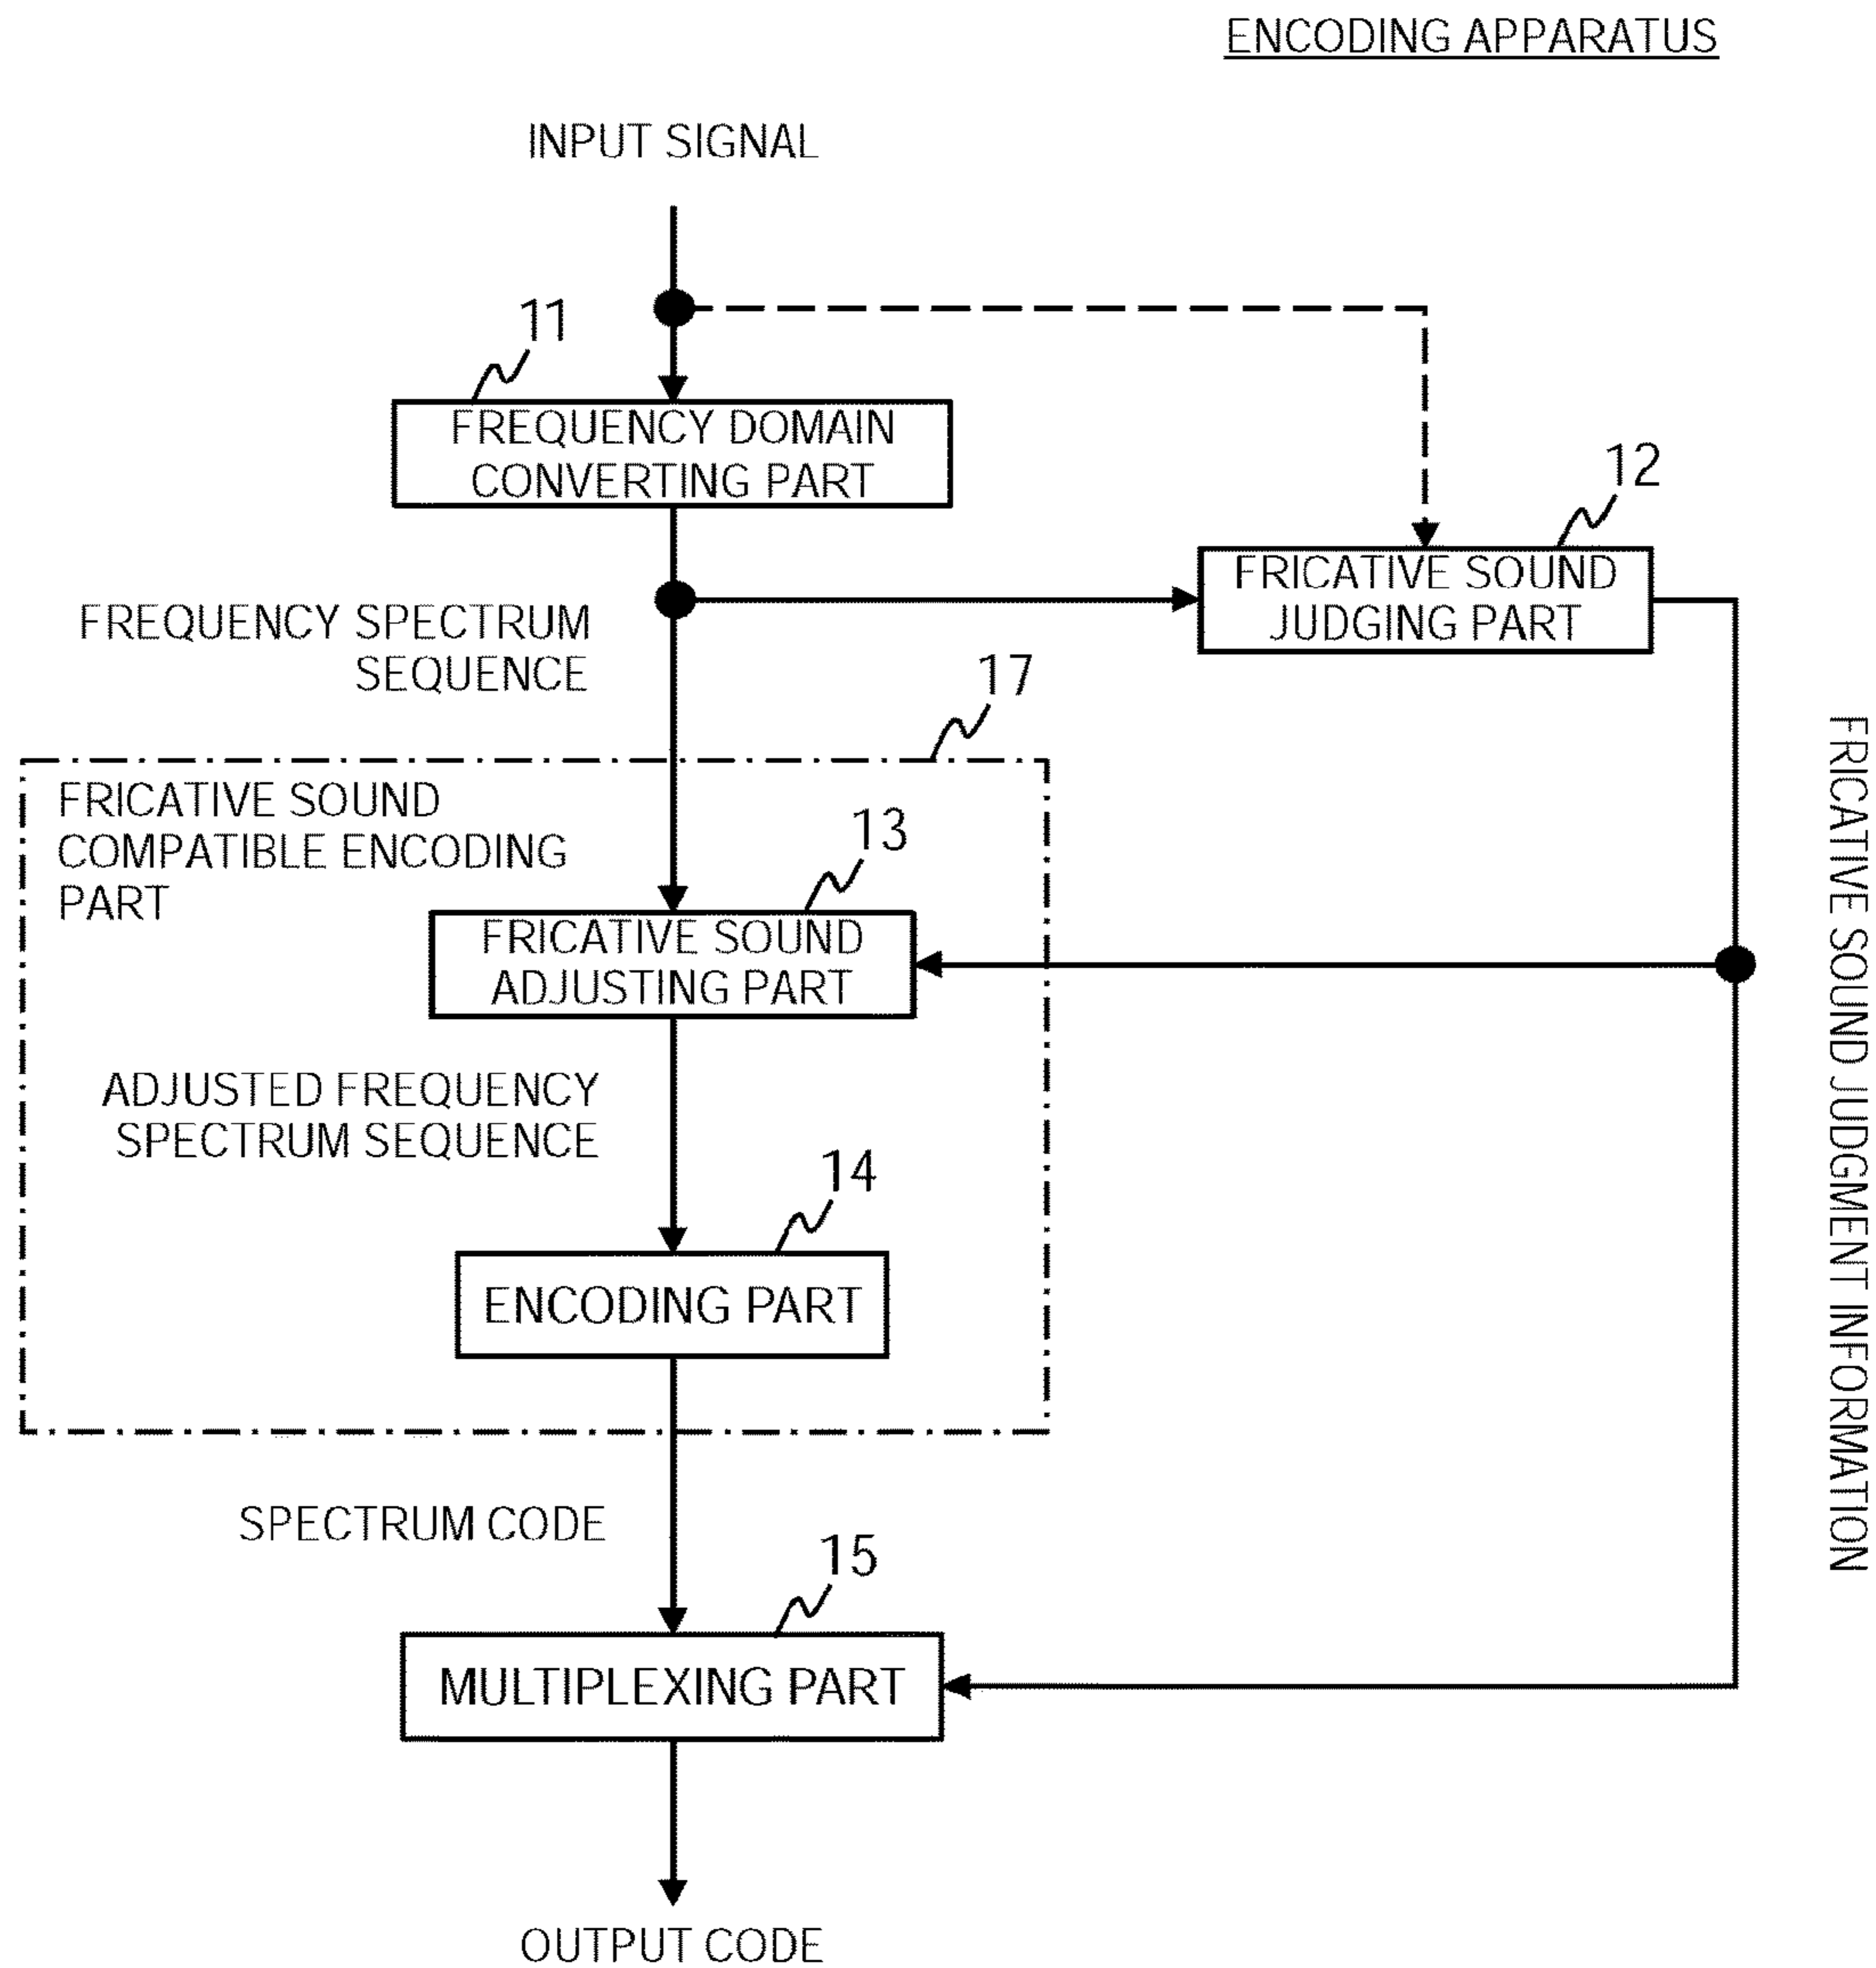 ENCODING APPARATUS
INPUT SIGNAL
11
FREQUENCY DOMAIN
CONVERTING PART
12
FRICATIVE SOUND
JUDGING PART
FREQUENCY SPECTRUM
SEQUENCE
17
FRICATIVE SOUND
COMPATIBLE ENCODING
PART
13
FRICATIVE SOUND
ADJUSTING PART
FRICATIVE SOUND JUDGMENT INFORMATION
ADJUSTED FREQUENCY
SPECTRUM SEQUENCE
14
ENCODING PART
SPECTRUM CODE
15
MULTIPLEXING PART
OUTPUT CODE